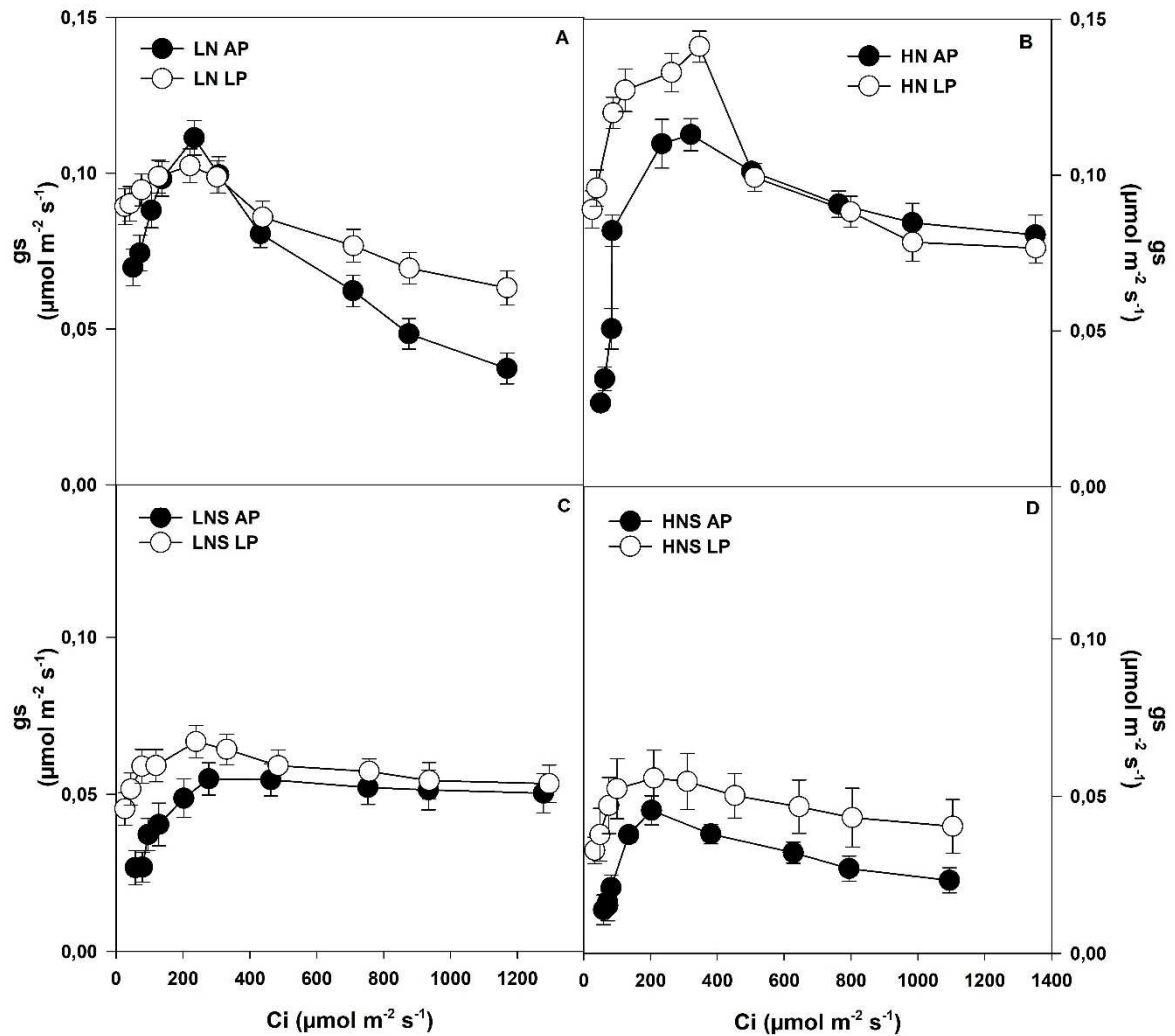 0,15
A
LN AP
LN LP
0,10
gs
(µmol m-2 s-1)
0,05
0,00
B
0,15
HN AP
HN LP
0,10
gs
(µmol m-2 s-1)
0,05
0,00
C
LNS AP
LNS LP
0,10
gs
(µmol m-2 s-1)
0,05
0,00
0 200 400 600 800 1000 1200
Ci (µmol m-2 s-1)
D
HNS AP
HNS LP
0,10
gs
(µmol m-2 s-1)
0,05
0,00
0 200 400 600 800 1000 1200 1400
Ci (µmol m-2 s-1)